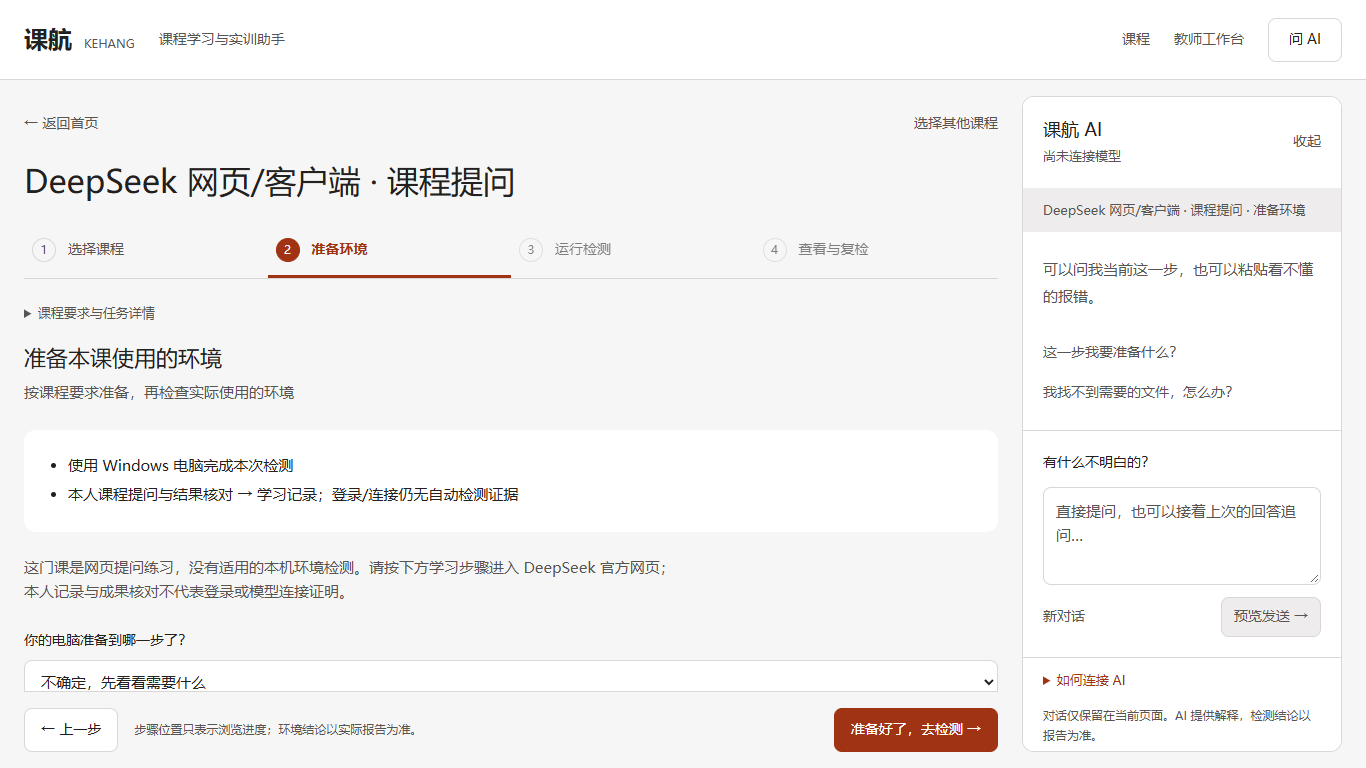 课航 KEHANG 课程学习与实训助手 课程 教师工作台 问 AI
← 返回首页 选择其他课程
DeepSeek 网页/客户端 · 课程提问
1 选择课程 2 准备环境 3 运行检测 4 查看与复检
▶ 课程要求与任务详情
准备本课使用的环境
按课程要求准备，再检查实际使用的环境
• 使用 Windows 电脑完成本次检测
• 本人课程提问与结果核对 → 学习记录；登录/连接仍无自动检测证据
这门课是网页提问练习，没有适用的本机环境检测。请按下方学习步骤进入 DeepSeek 官方网页；
本人记录与成果核对不代表登录或模型连接证明。
你的电脑准备到哪一步了？
不确定，先看看需要什么
← 上一步 步骤位置只表示浏览进度；环境结论以实际报告为准。 准备好了，去检测 →
课航 AI
尚未连接模型
收起
DeepSeek 网页/客户端 · 课程提问 · 准备环境
可以问我当前这一步，也可以粘贴看不懂
的报错。
这一步我要准备什么？
我找不到需要的文件，怎么办？
有什么不明白的？
直接提问，也可以接着上次的回答追
问...
新对话 预览发送 →
▶ 如何连接 AI
对话仅保留在当前页面。AI 提供解释，检测结论以
报告为准。